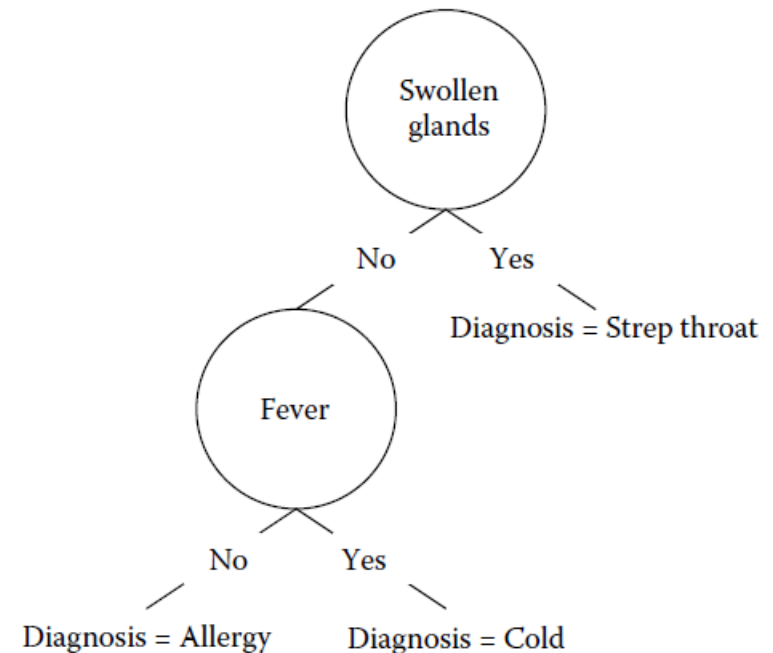 Swollen
glands
No
Yes
Diagnosis = Strep throat
Fever
No
Yes
Diagnosis = Allergy
Diagnosis = Cold